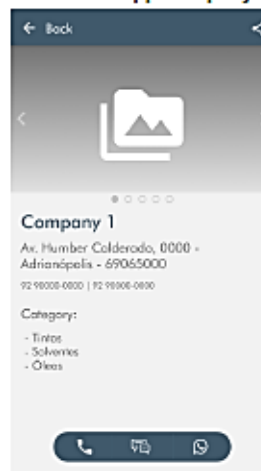 Back
Company 1
Av. Humber Calderado, 0000 -
Adrianópolis - 69065000
92 98000-0000 | 92 98000-0000
Category:
- Tintas
- Solventes
- Óleos